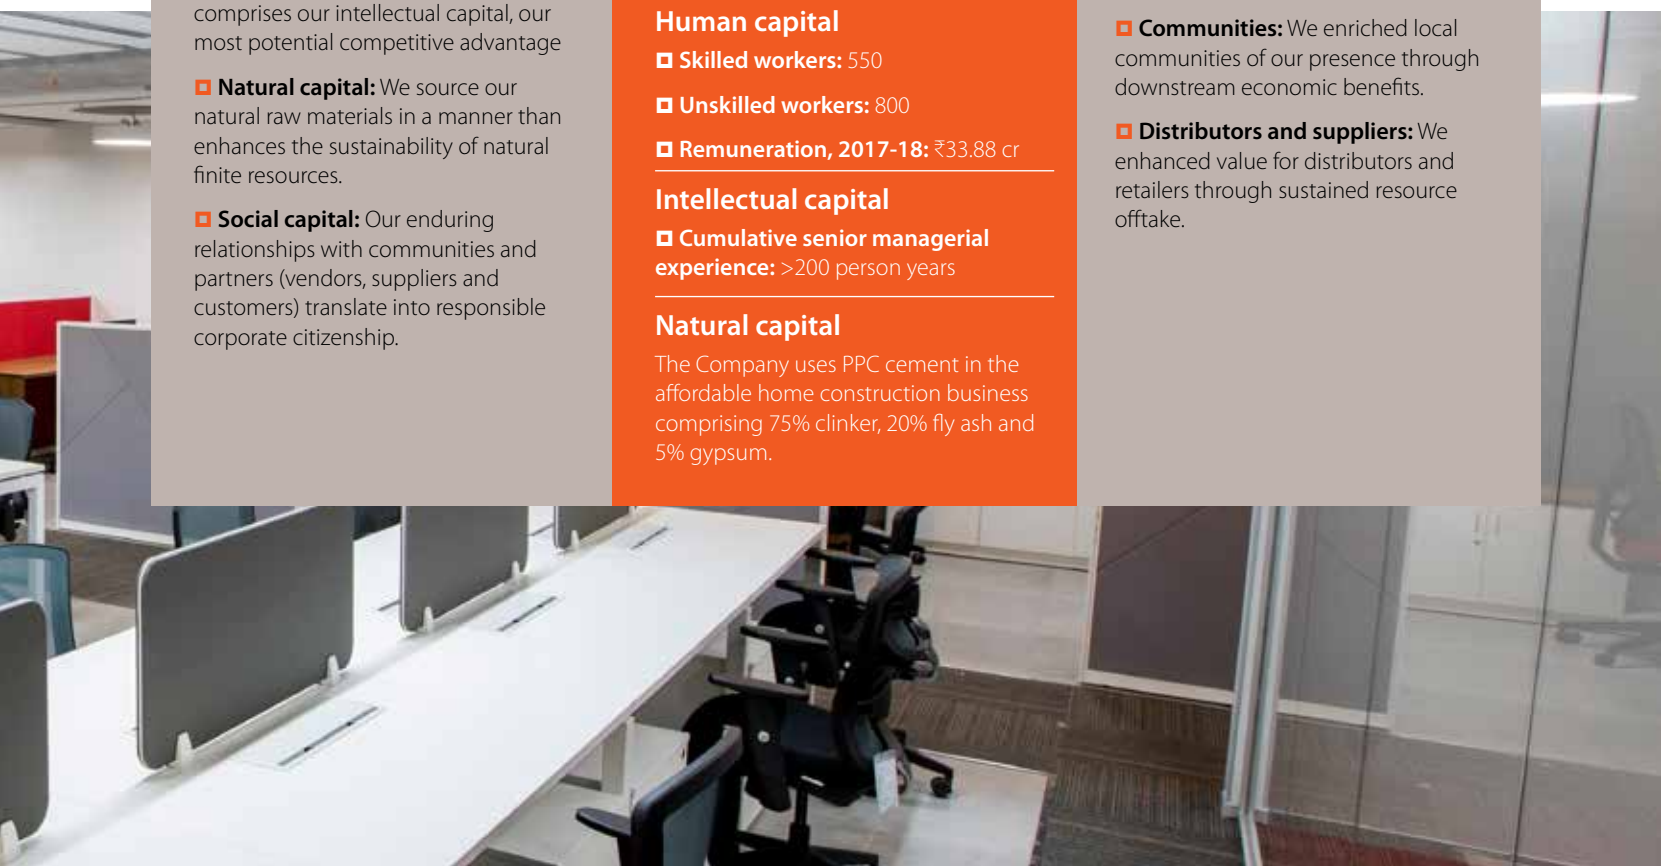 comprises our intellectual capital, our
most potential competitive advantage
Natural capital: We source our
natural raw materials in a manner than
enhances the sustainability of natural
finite resources.
Social capital: Our enduring
relationships with communities and
partners (vendors, suppliers and
customers) translate into responsible
corporate citizenship.
Human capital
Skilled workers: 550
Unskilled workers: 800
Remuneration, 2017-18: ₹33.88 cr
Intellectual capital
Cumulative senior managerial
experience: >200 person years
Natural capital
The Company uses PPC cement in the
affordable home construction business
comprising 75% clinker, 20% fly ash and
5% gypsum.
Communities: We enriched local
communities of our presence through
downstream economic benefits.
Distributors and suppliers: We
enhanced value for distributors and
retailers through sustained resource
offtake.